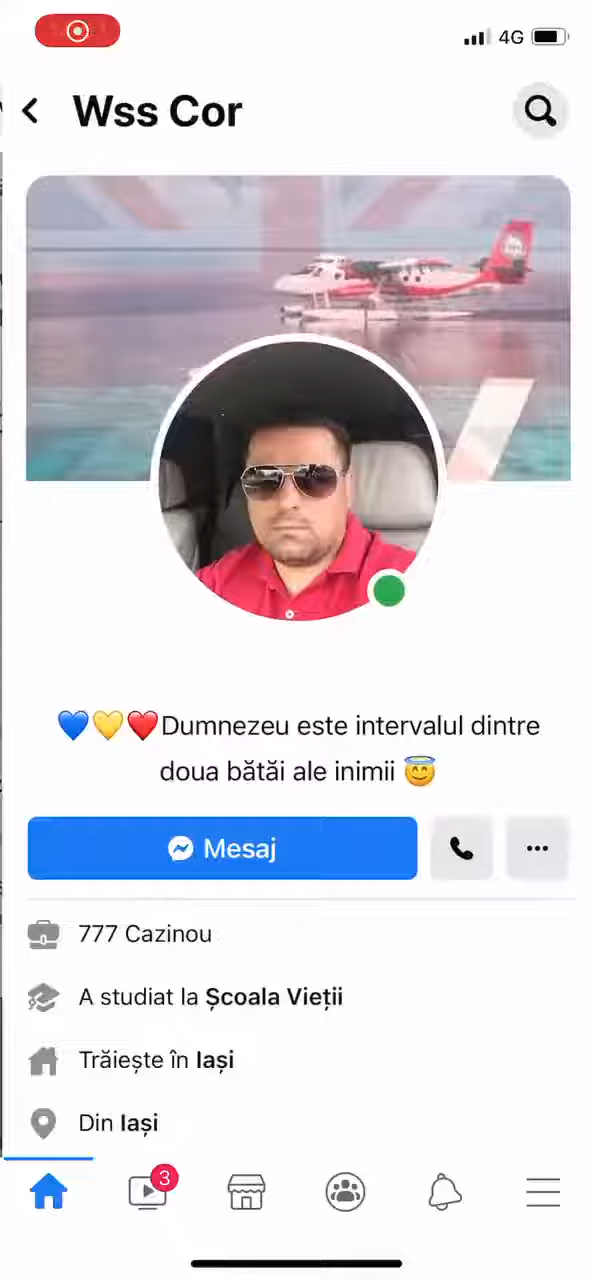 4G
Wss Cor
💙💛❤️Dumnezeu este intervalul dintre
doua bătăi ale inimii 😇
Mesaj
777 Cazinou
A studiat la Școala Vieții
Trăiește în Iași
Din Iași
3